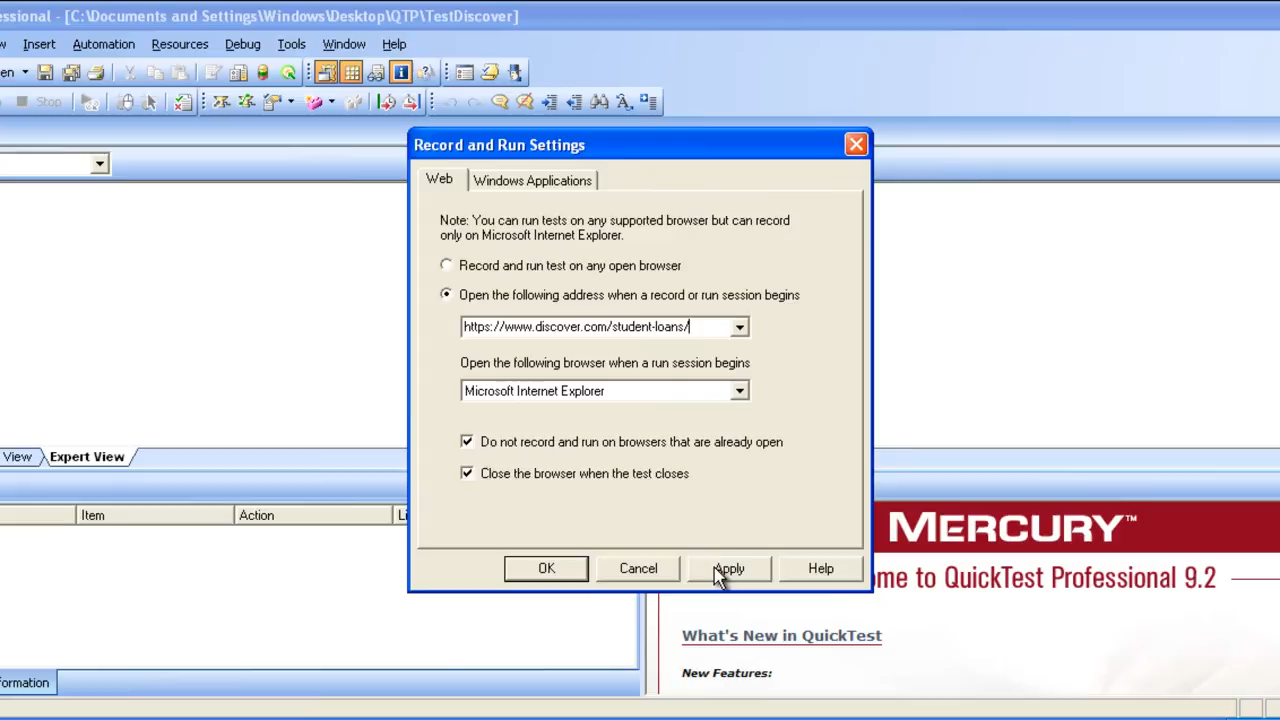 essional - [C:\Documents and Settings\Windows\Desktop\QTP\TestDiscover]
w Insert Automation Resources Debug Tools Window Help
en
Stop
Record and Run Settings
Web Windows Applications
Note: You can run tests on any supported browser but can record
only on Microsoft Internet Explorer.
Record and run test on any open browser
Open the following address when a record or run session begins
https://www.discover.com/student-loans/
Open the following browser when a run session begins
Microsoft Internet Explorer
Do not record and run on browsers that are already open
View Expert View
Close the browser when the test closes
Item Action Li
MERCURY™
OK Cancel Apply Help
ome to QuickTest Professional 9.2
What's New in QuickTest
New Features:
formation